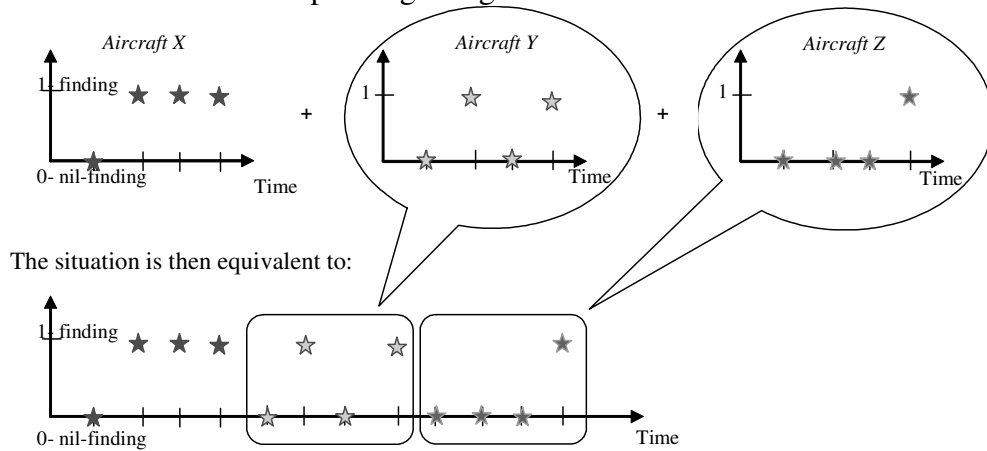 Aircraft X
1- finding
0- nil-finding
Time
+
Aircraft Y
1
Time
+
Aircraft Z
1
Time
The situation is then equivalent to:
1- finding
0- nil-finding
Time